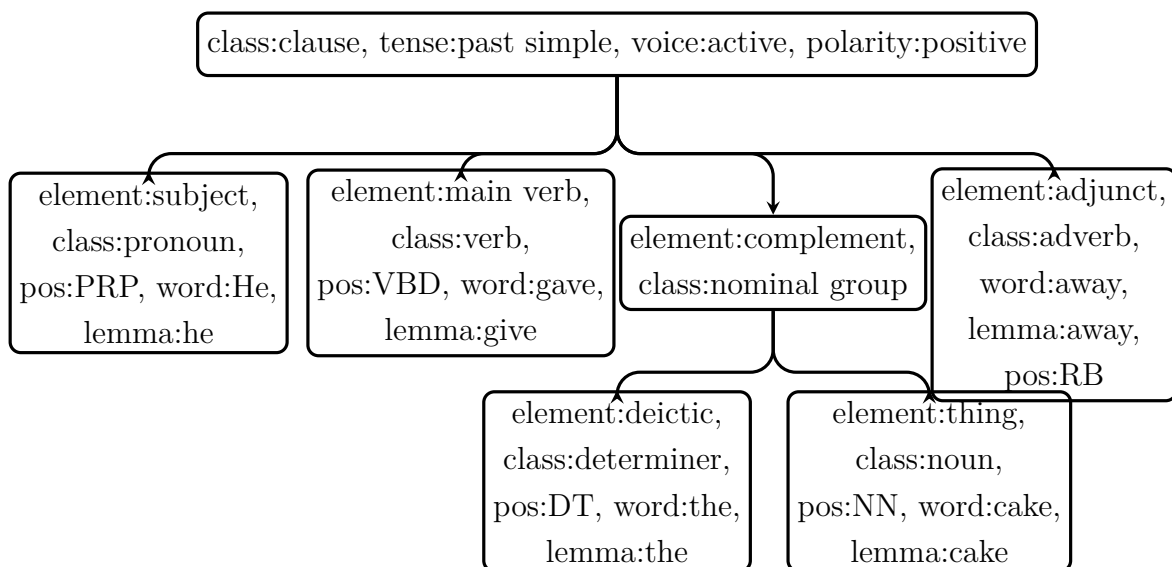 class:clause, tense:past simple, voice:active, polarity:positive
element:subject,
class:pronoun,
pos:PRP, word:He,
lemma:he
element:main verb,
class:verb,
pos:VBD, word:gave,
lemma:give
element:complement,
class:nominal group
element:adjunct,
class:adverb,
word:away,
lemma:away,
pos:RB
element:deictic,
class:determiner,
pos:DT, word:the,
lemma:the
element:thing,
class:noun,
pos:NN, word:cake,
lemma:cake